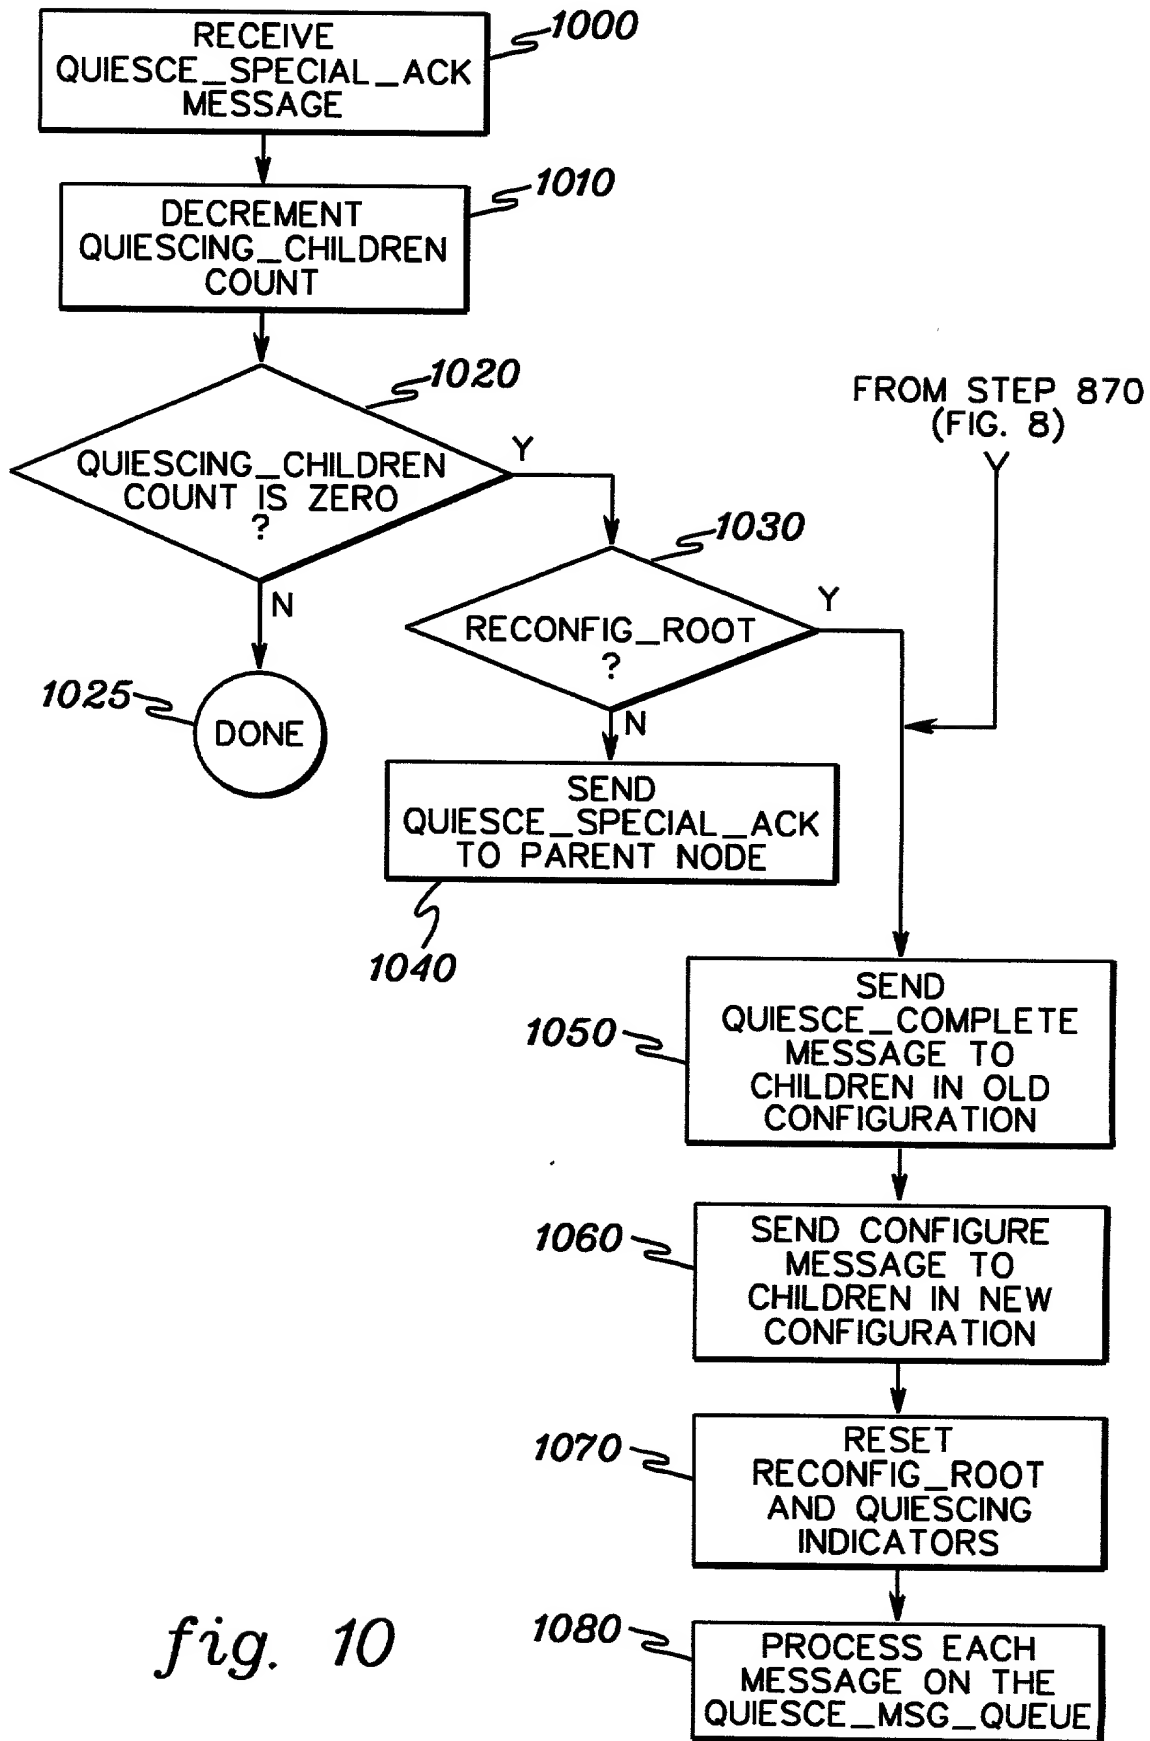 1000
RECEIVE
QUIESCE_SPECIAL_ACK
MESSAGE
1010
DECREMENT
QUIESCING_CHILDREN
COUNT
1020
QUIESCING_CHILDREN
COUNT IS ZERO
?
Y
N
1025
DONE
FROM STEP 870
(FIG. 8)
1030
RECONFIG_ROOT
?
Y
N
SEND
QUIESCE_SPECIAL_ACK
TO PARENT NODE
1040
1050
SEND
QUIESCE_COMPLETE
MESSAGE TO
CHILDREN IN OLD
CONFIGURATION
1060
SEND CONFIGURE
MESSAGE TO
CHILDREN IN NEW
CONFIGURATION
1070
RESET
RECONFIG_ROOT
AND QUIESCING
INDICATORS
1080
PROCESS EACH
MESSAGE ON THE
QUIESCE_MSG_QUEUE
fig. 10